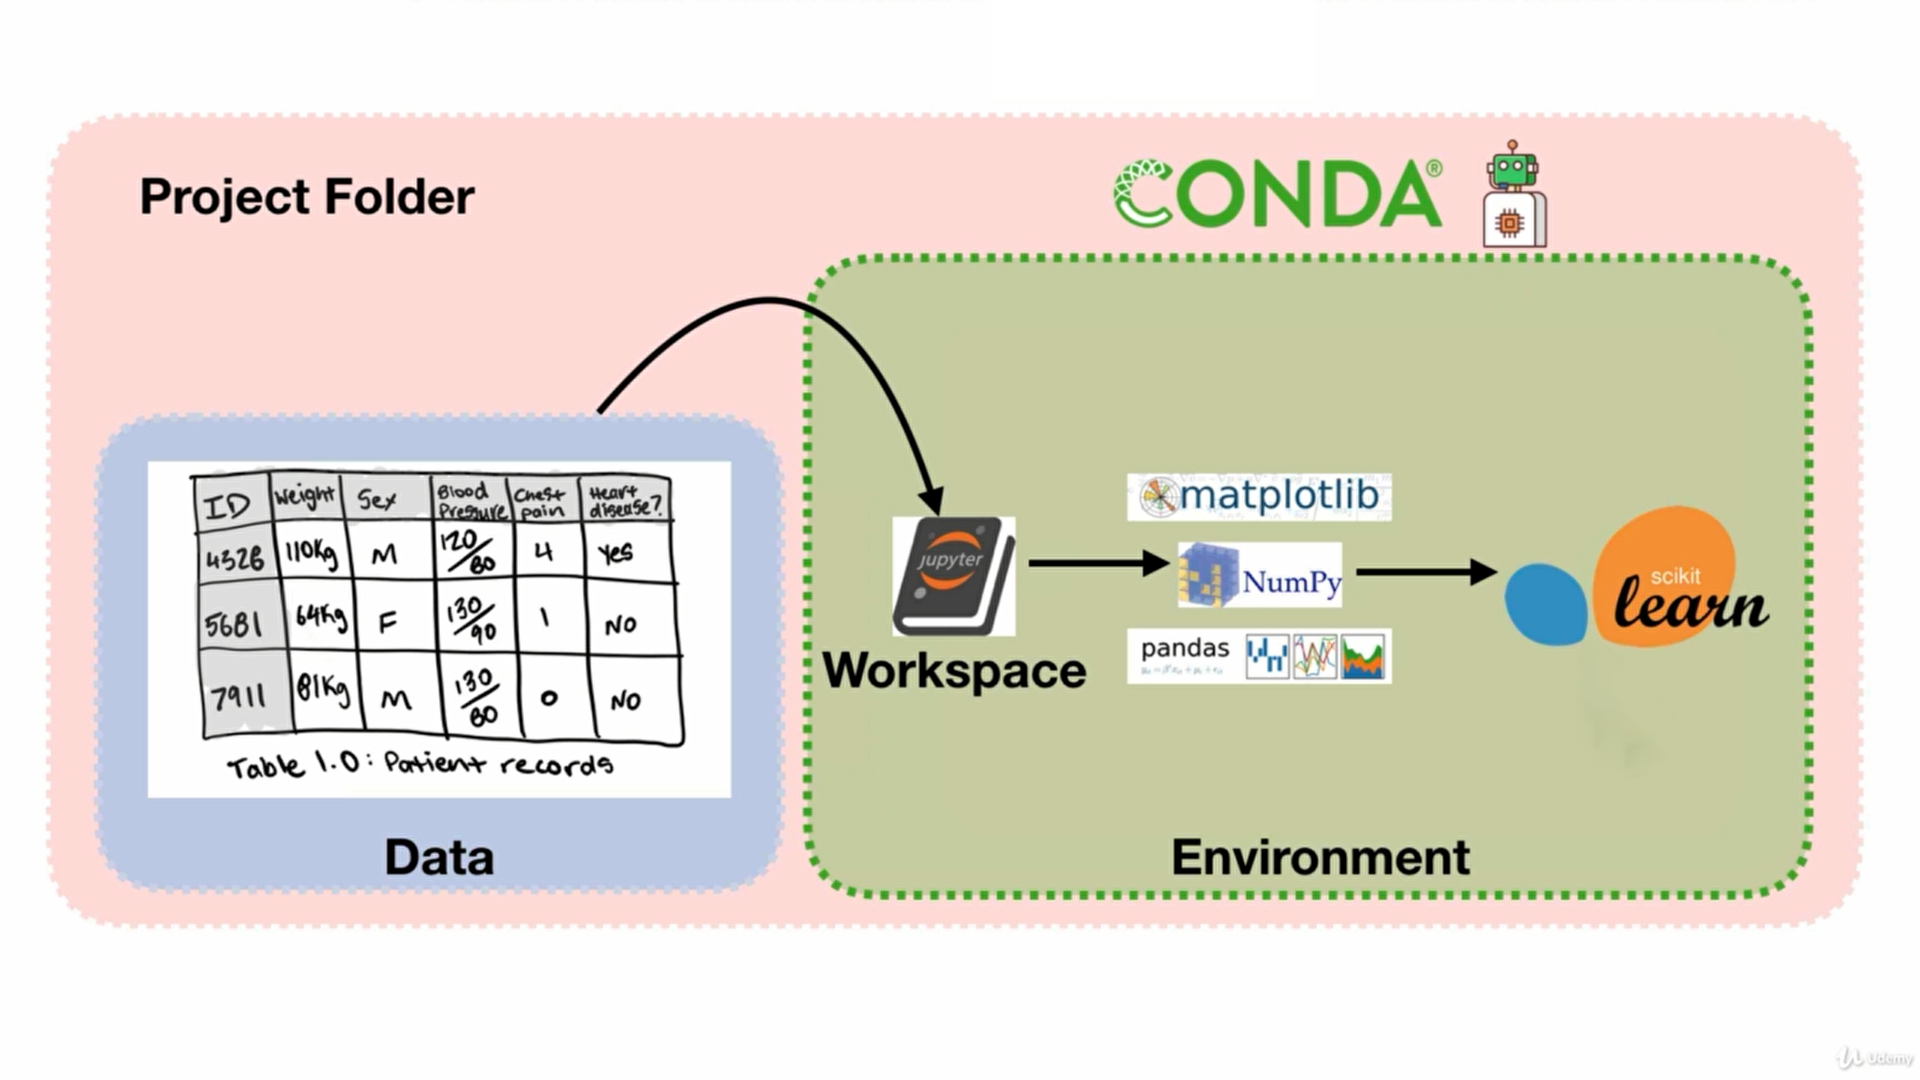 Project Folder
CONDA®
ID Weight Sex Blood Pressure Chest pain Heart disease?
4328 110Kg M 120/80 4 Yes
5681 64Kg F 130/90 1 NO
7911 81Kg M 130/80 0 NO
Table 1.0: Patient records
Data
jupyter
Workspace
matplotlib
NumPy
pandas
scikit
learn
Environment
Udemy